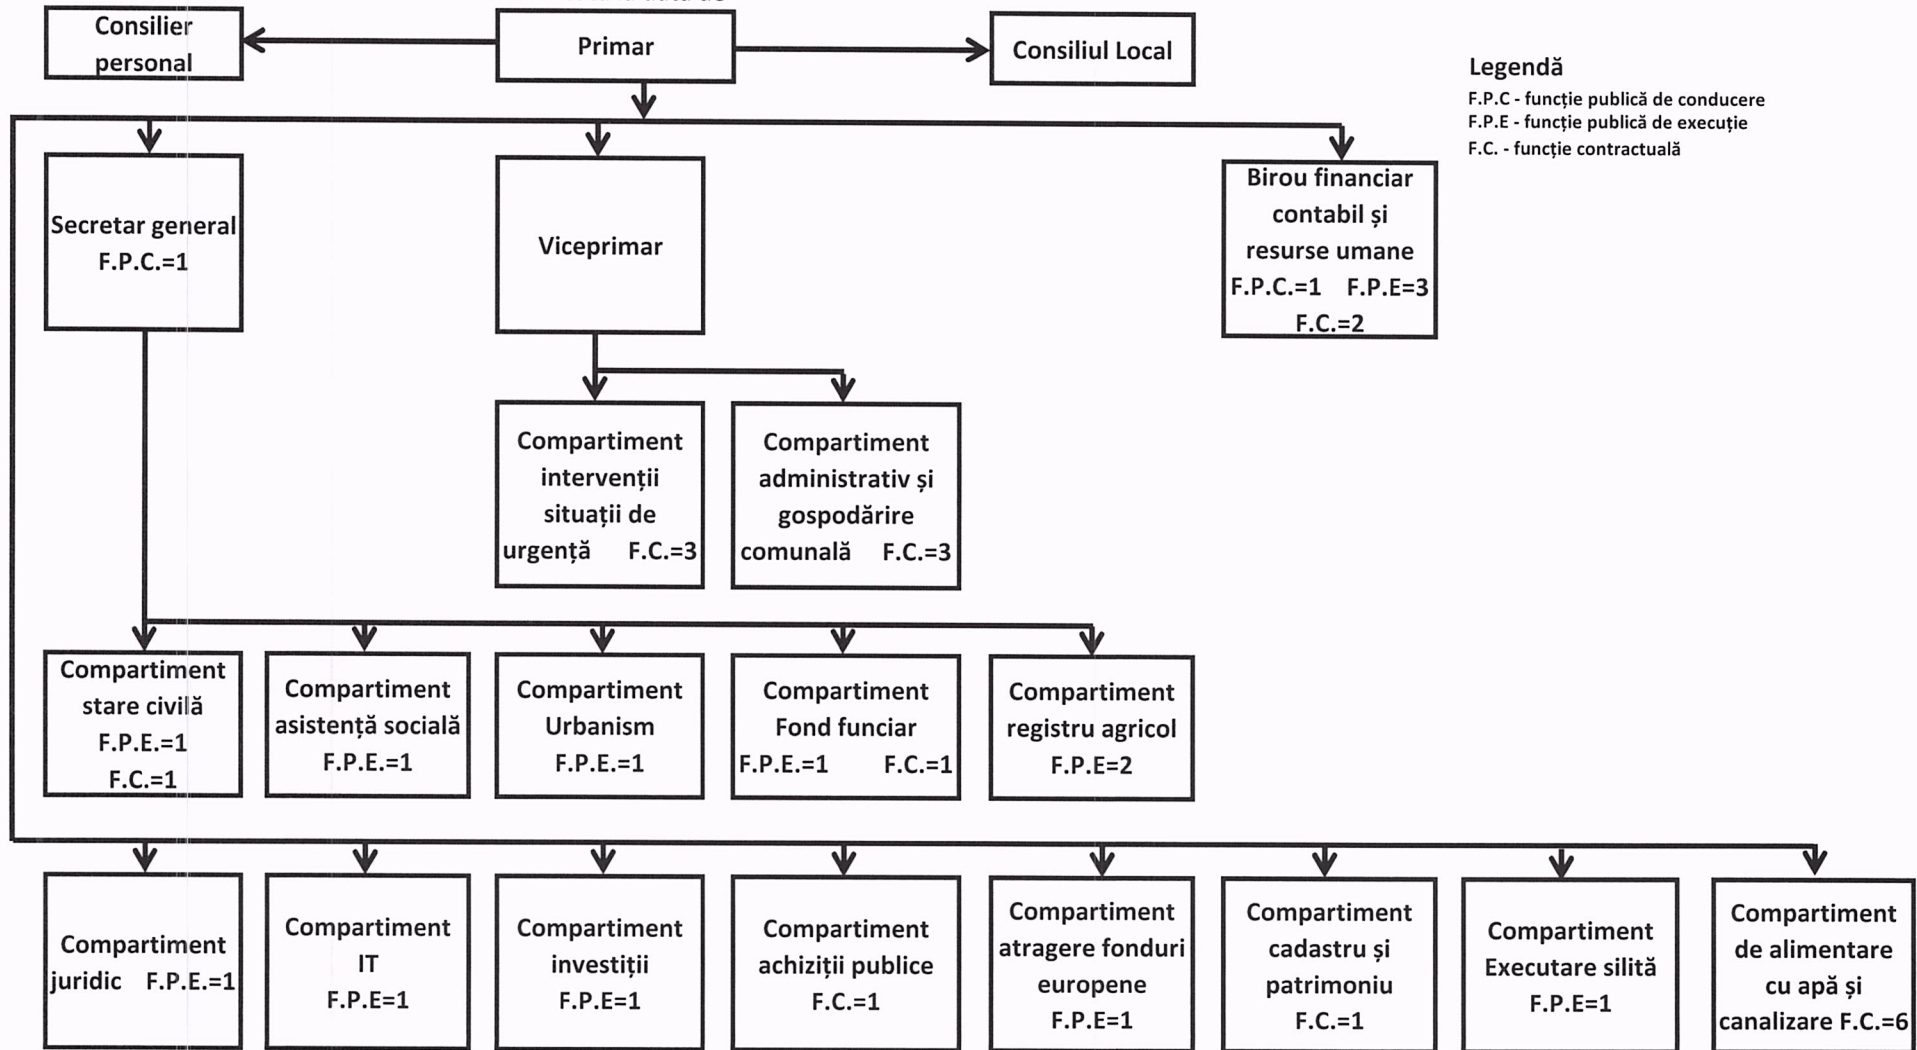 Consilier
personal
Primar
Consiliul Local
Legendă
F.P.C - funcție publică de conducere
F.P.E - funcție publică de execuție
F.C. - funcție contractuală
Secretar general
F.P.C.=1
Viceprimar
Birou financiar
contabil și
resurse umane
F.P.C.=1 F.P.E=3
F.C.=2
Compartiment
intervenții
situații de
urgență F.C.=3
Compartiment
administrativ și
gospodărire
comunală F.C.=3
Compartiment
stare civilă
F.P.E.=1
F.C.=1
Compartiment
asistență socială
F.P.E.=1
Compartiment
Urbanism
F.P.E.=1
Compartiment
Fond funciar
F.P.E.=1 F.C.=1
Compartiment
registru agricol
F.P.E=2
Compartiment
juridic F.P.E.=1
Compartiment
IT
F.P.E=1
Compartiment
investiții
F.P.E=1
Compartiment
achiziții publice
F.C.=1
Compartiment
atragere fonduri
europene
F.P.E=1
Compartiment
cadastru și
patrimoniu
F.C.=1
Compartiment
Executare silită
F.P.E=1
Compartiment
de alimentare
cu apă și
canalizare F.C.=6